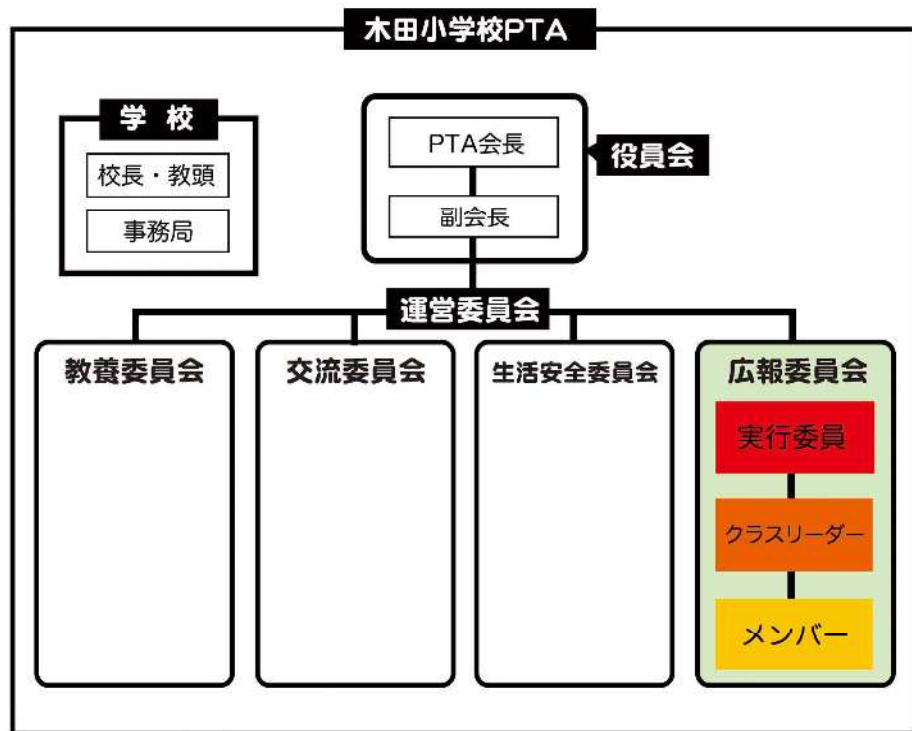 木田小学校PTA
学校
校長・教頭
事務局
PTA会長
副会長
役員会
運営委員会
教養委員会
交流委員会
生活安全委員会
広報委員会
実行委員
クラスリーダー
メンバー